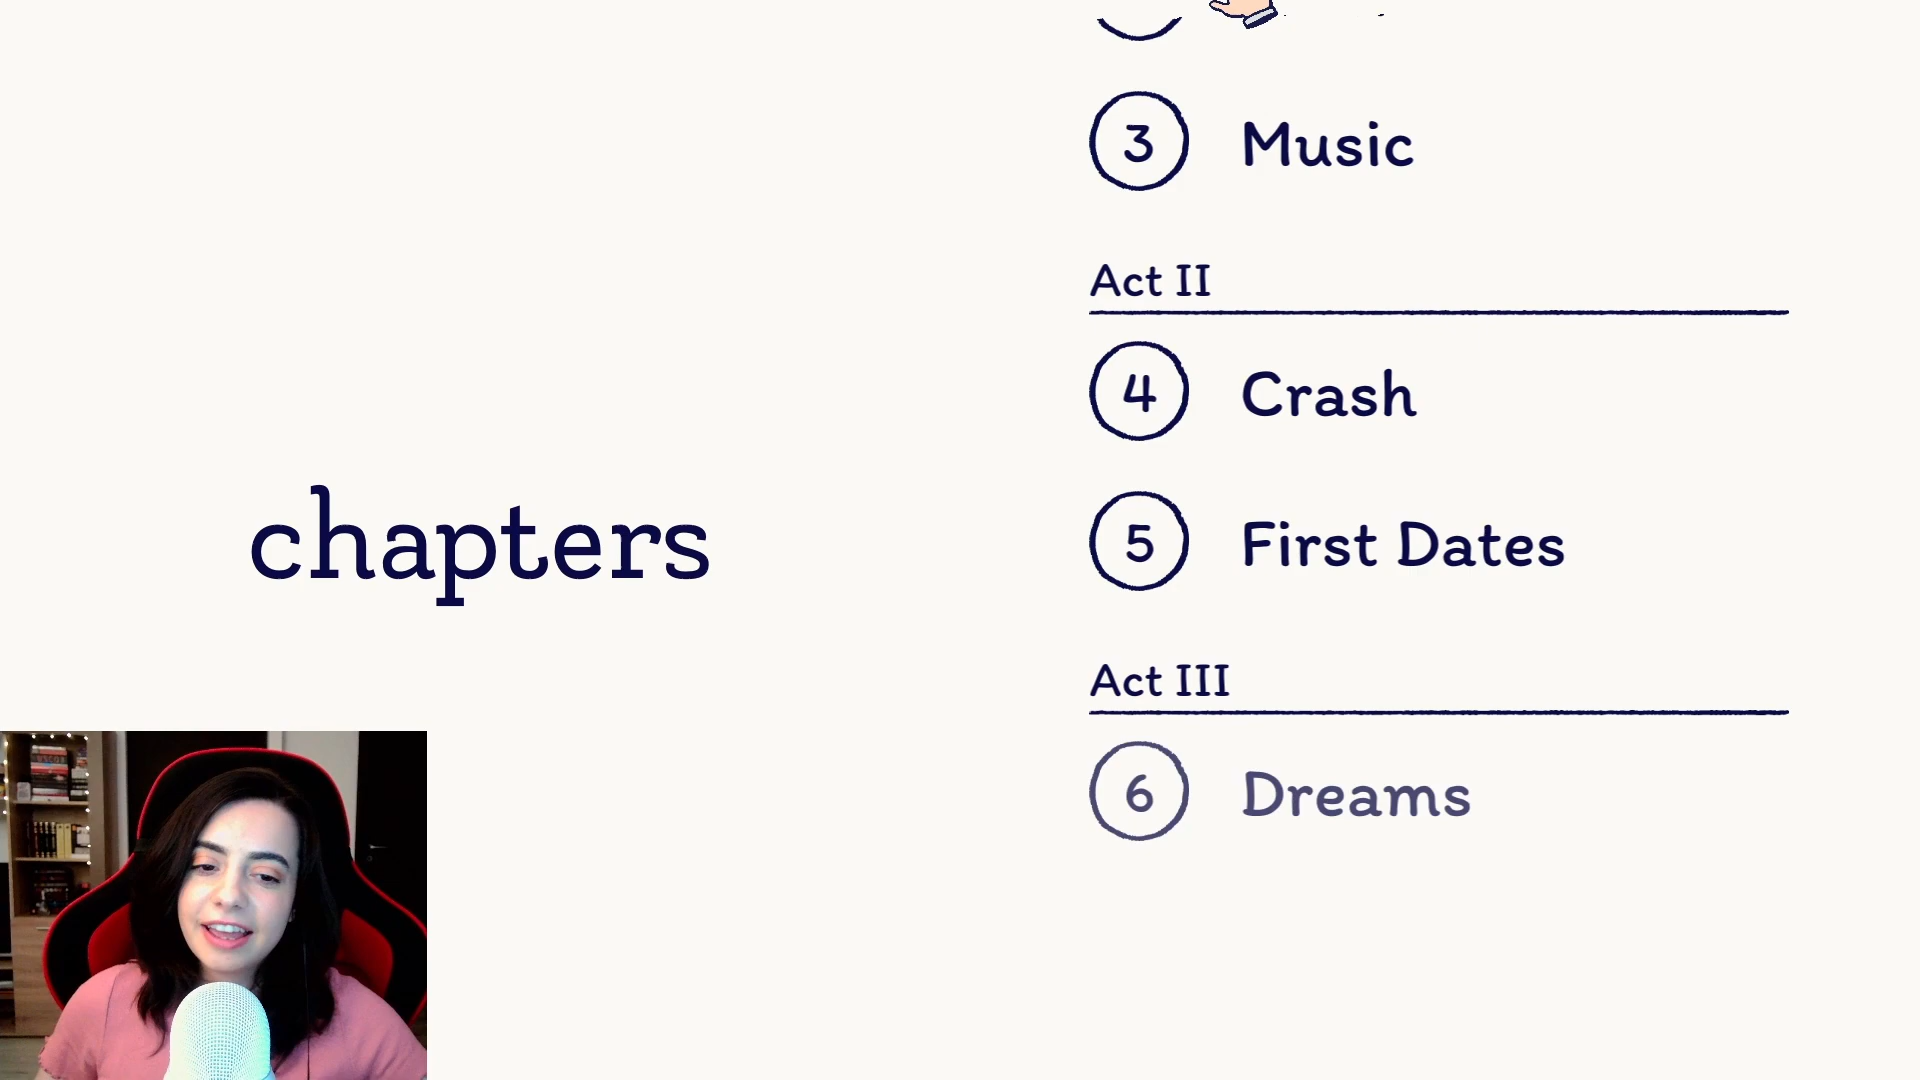 chapters
3 Music
Act II
4 Crash
5 First Dates
Act III
6 Dreams